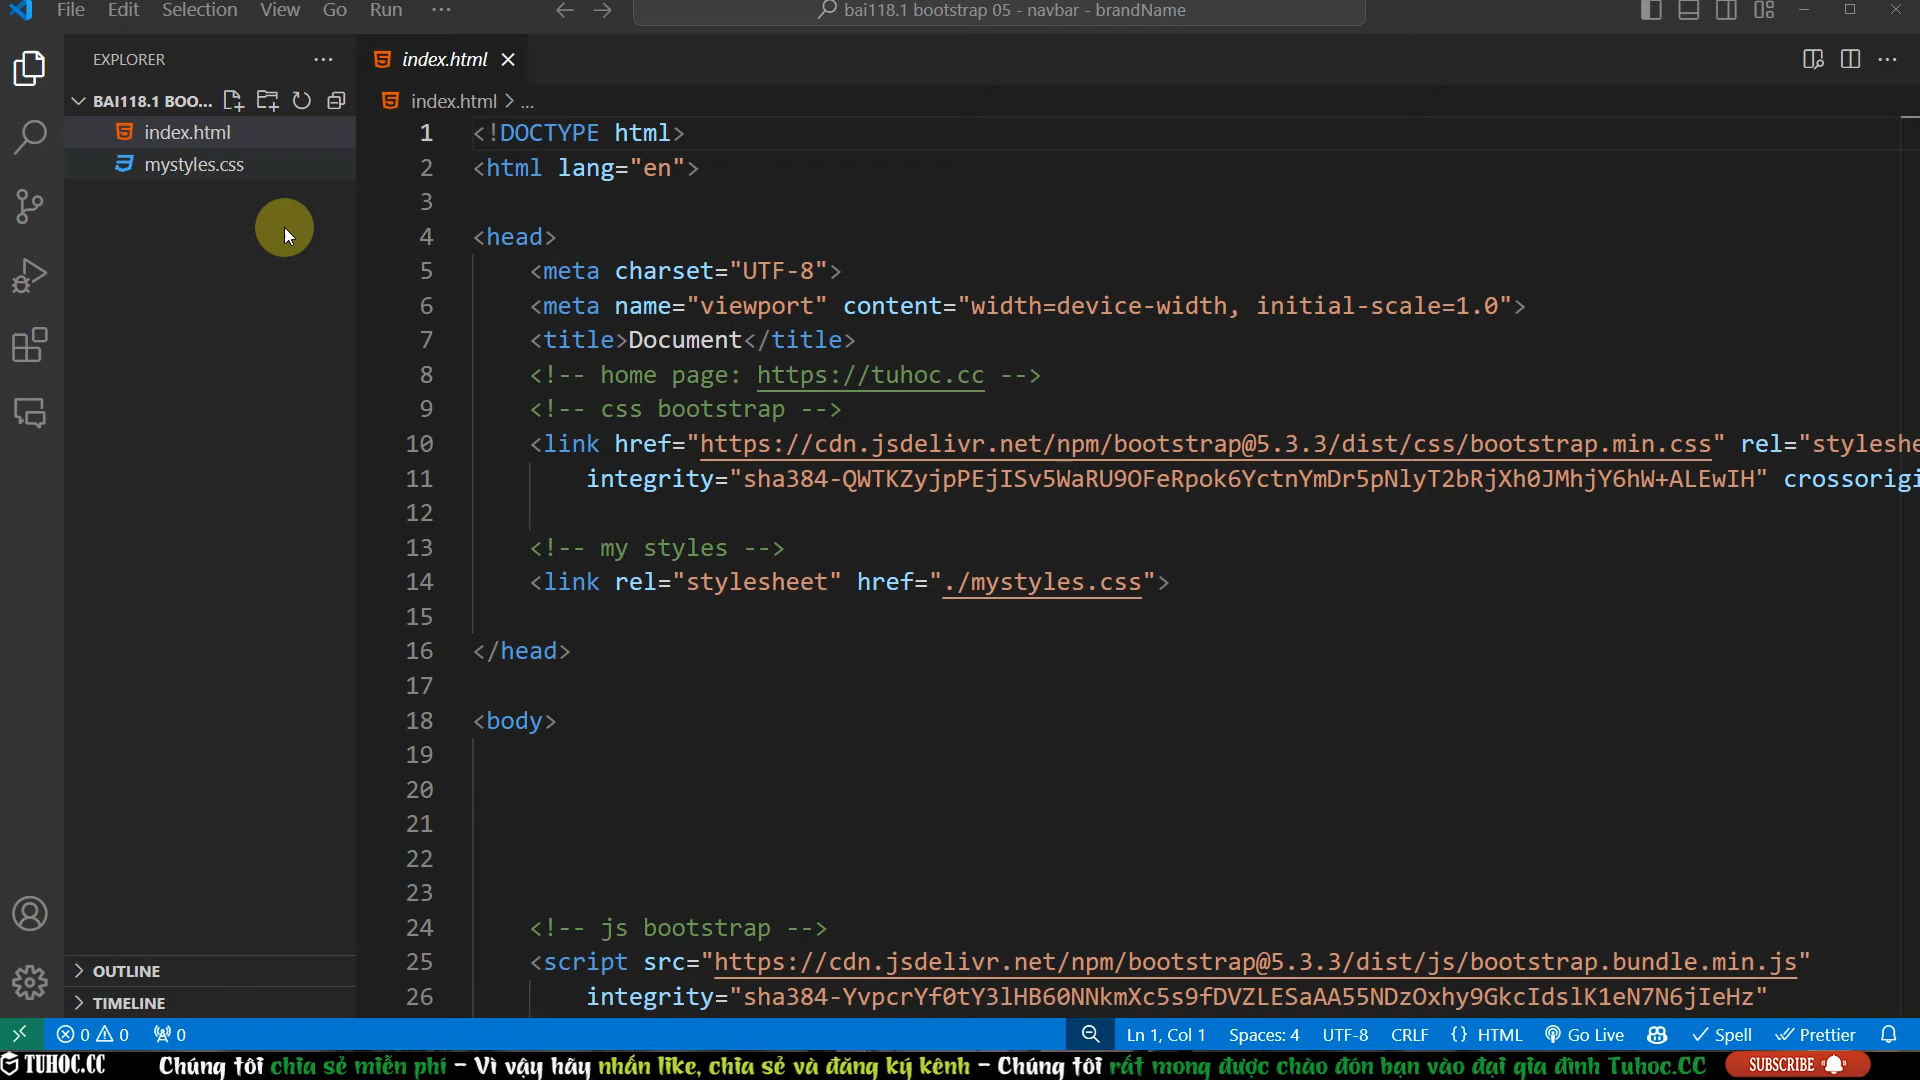 File Edit Selection View Go Run ···
bai118.1 bootstrap 05 - navbar - brandName
EXPLORER
BAI118.1 BOO...
index.html
mystyles.css
OUTLINE
TIMELINE
index.html
index.html > ...
1 <!DOCTYPE html>
2 <html lang="en">
3
4 <head>
5 <meta charset="UTF-8">
6 <meta name="viewport" content="width=device-width, initial-scale=1.0">
7 <title>Document</title>
8 <!-- home page: https://tuhoc.cc -->
9 <!-- css bootstrap -->
10 <link href="https://cdn.jsdelivr.net/npm/bootstrap@5.3.3/dist/css/bootstrap.min.css" rel="styleshe
11 integrity="sha384-QWTKZyjpPEjISv5WaRU9OFeRpok6YctnYmDr5pNlyT2bRjXh0JMhjY6hW+ALEwIH" crossorigi
12
13 <!-- my styles -->
14 <link rel="stylesheet" href="./mystyles.css">
15
16 </head>
17
18 <body>
19
20
21
22
23
24 <!-- js bootstrap -->
25 <script src="https://cdn.jsdelivr.net/npm/bootstrap@5.3.3/dist/js/bootstrap.bundle.min.js"
26 integrity="sha384-YvpcrYf0tY3lHB60NNkmXc5s9fDVZLESaAA55NDzOxhy9GkcIdslK1eN7N6jIeHz"
0 0 0 Ln 1, Col 1 Spaces: 4 UTF-8 CRLF {} HTML Go Live Spell Prettier
TUHOC.CC Chúng tôi chia sẻ miễn phí - Vì vậy hãy nhấn like, chia sẻ và đăng ký kênh - Chúng tôi rất mong được chào đón bạn vào đại gia đình Tuhoc.CC SUBSCRIBE